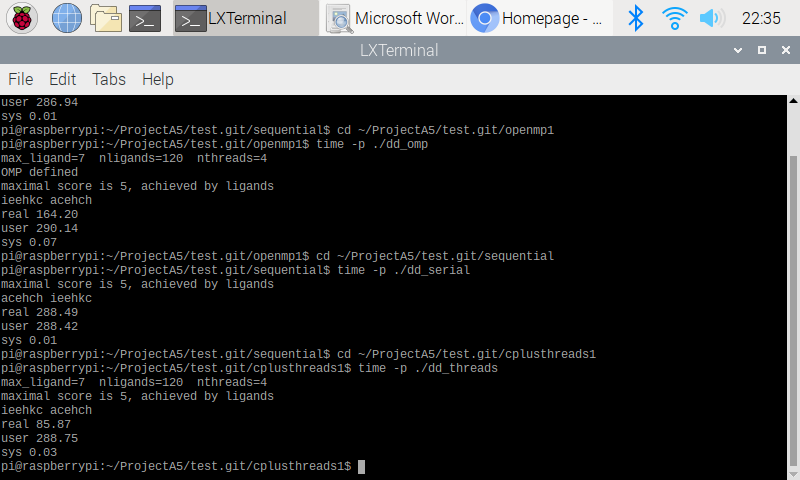 LXTerminal
Microsoft Wor...
Homepage - ...
22:35
LXTerminal
File Edit Tabs Help
user 286.94
sys 0.01
pi@raspberrypi:~/ProjectA5/test.git/sequential$ cd ~/ProjectA5/test.git/openmp1
pi@raspberrypi:~/ProjectA5/test.git/openmp1$ time -p ./dd_omp
max_ligand=7  nligands=120  nthreads=4
OMP defined
maximal score is 5, achieved by ligands
ieehkc acehch
real 164.20
user 290.14
sys 0.07
pi@raspberrypi:~/ProjectA5/test.git/openmp1$ cd ~/ProjectA5/test.git/sequential
pi@raspberrypi:~/ProjectA5/test.git/sequential$ time -p ./dd_serial
maximal score is 5, achieved by ligands
acehch ieehkc
real 288.49
user 288.42
sys 0.01
pi@raspberrypi:~/ProjectA5/test.git/sequential$ cd ~/ProjectA5/test.git/cplusthreads1
pi@raspberrypi:~/ProjectA5/test.git/cplusthreads1$ time -p ./dd_threads
max_ligand=7  nligands=120  nthreads=4
maximal score is 5, achieved by ligands
ieehkc acehch
real 85.87
user 288.75
sys 0.03
pi@raspberrypi:~/ProjectA5/test.git/cplusthreads1$